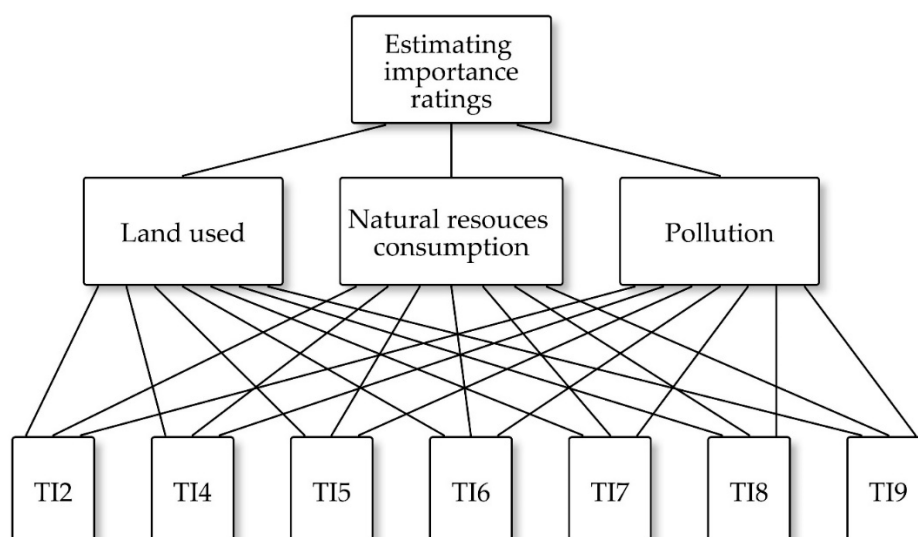 Estimating
importance
ratings
Land used
Natural resouces
consumption
Pollution
TI2
TI4
TI5
TI6
TI7
TI8
TI9